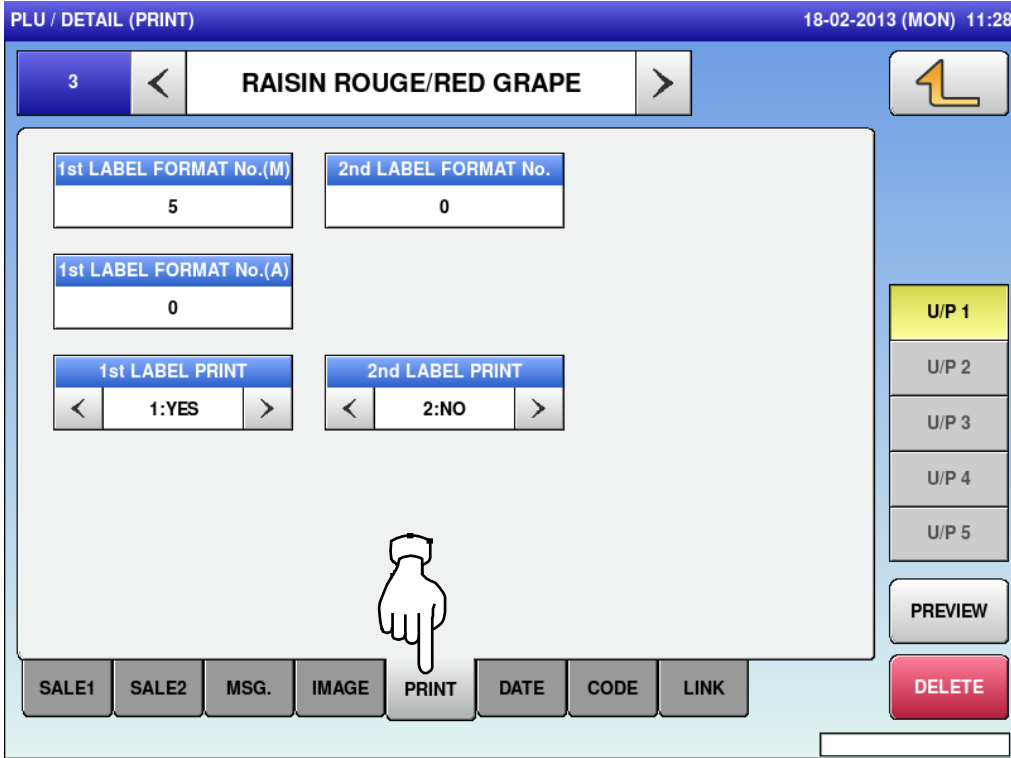 PLU / DETAIL (PRINT) 18-02-2013 (MON) 11:28
3 RAISIN ROUGE/RED GRAPE
1st LABEL FORMAT No.(M) 2nd LABEL FORMAT No.
5 0
1st LABEL FORMAT No.(A)
0
1st LABEL PRINT 2nd LABEL PRINT
1:YES 2:NO
U/P 1
U/P 2
U/P 3
U/P 4
U/P 5
PREVIEW
SALE1 SALE2 MSG. IMAGE PRINT DATE CODE LINK DELETE